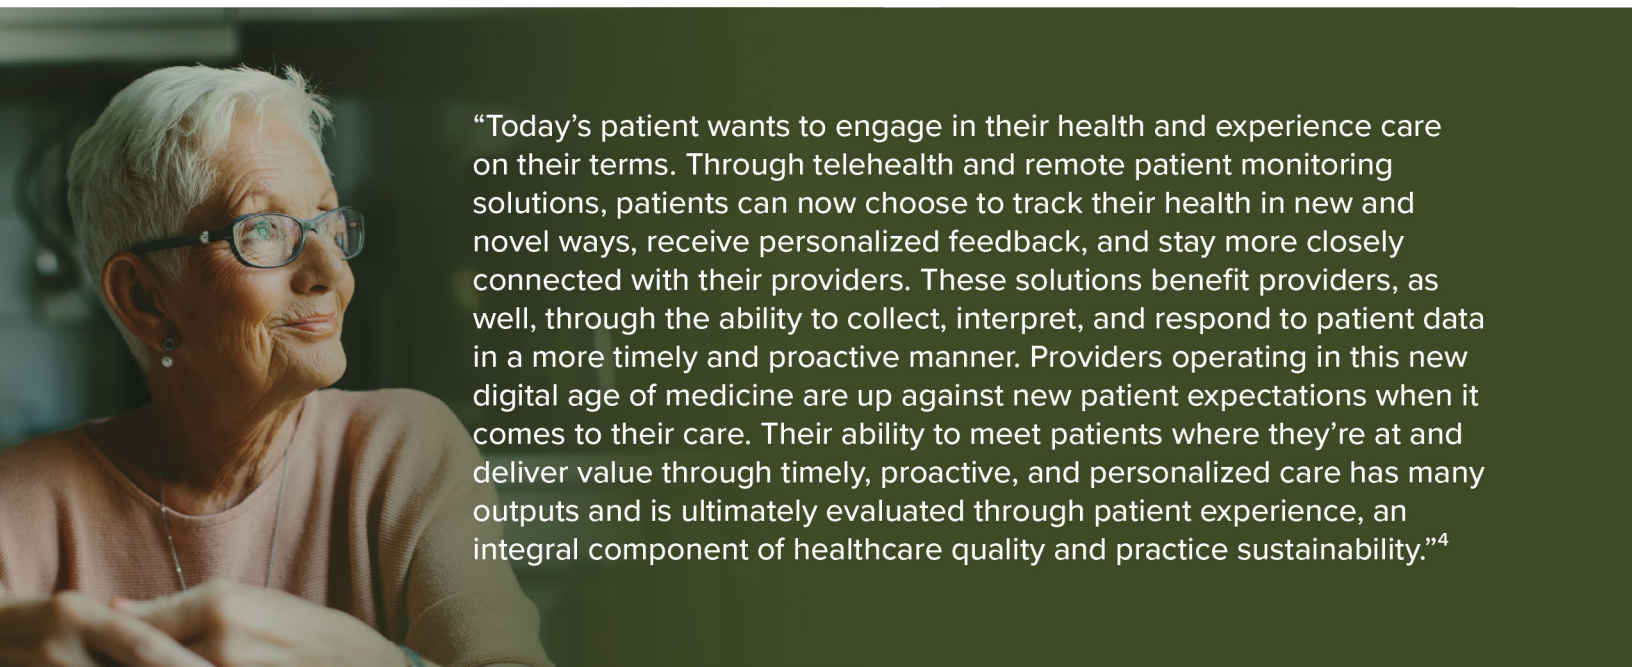 “Today’s patient wants to engage in their health and experience care
on their terms. Through telehealth and remote patient monitoring
solutions, patients can now choose to track their health in new and
novel ways, receive personalized feedback, and stay more closely
connected with their providers. These solutions benefit providers, as
well, through the ability to collect, interpret, and respond to patient data
in a more timely and proactive manner. Providers operating in this new
digital age of medicine are up against new patient expectations when it
comes to their care. Their ability to meet patients where they’re at and
deliver value through timely, proactive, and personalized care has many
outputs and is ultimately evaluated through patient experience, an
integral component of healthcare quality and practice sustainability.”⁴